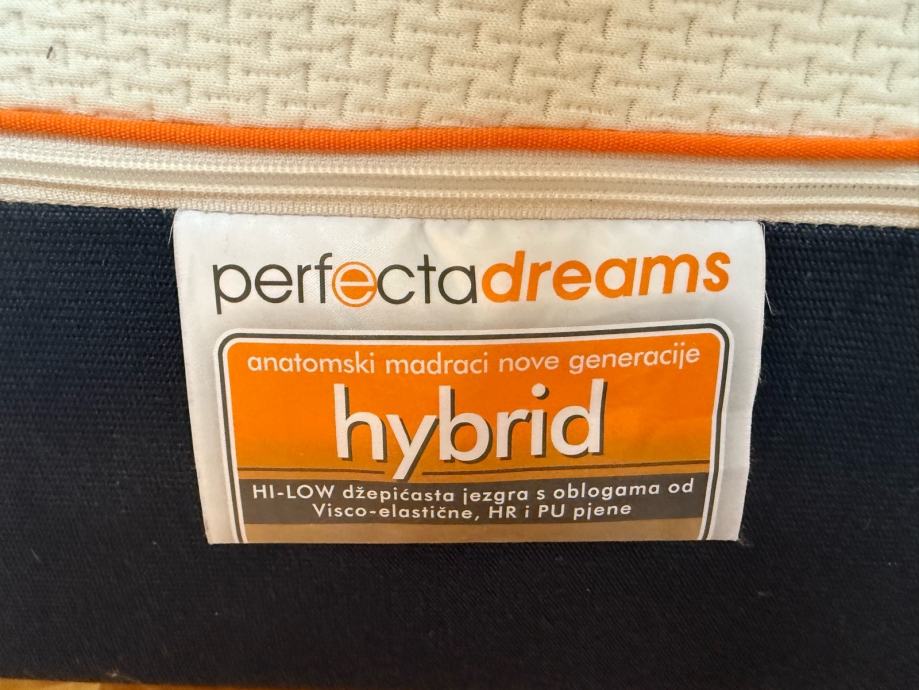 perfectadreams
anatomski madraci nove generacije
hybrid
HI-LOW džepićasta jezgra s oblogama od
Visco-elastične, HR i PU pjene